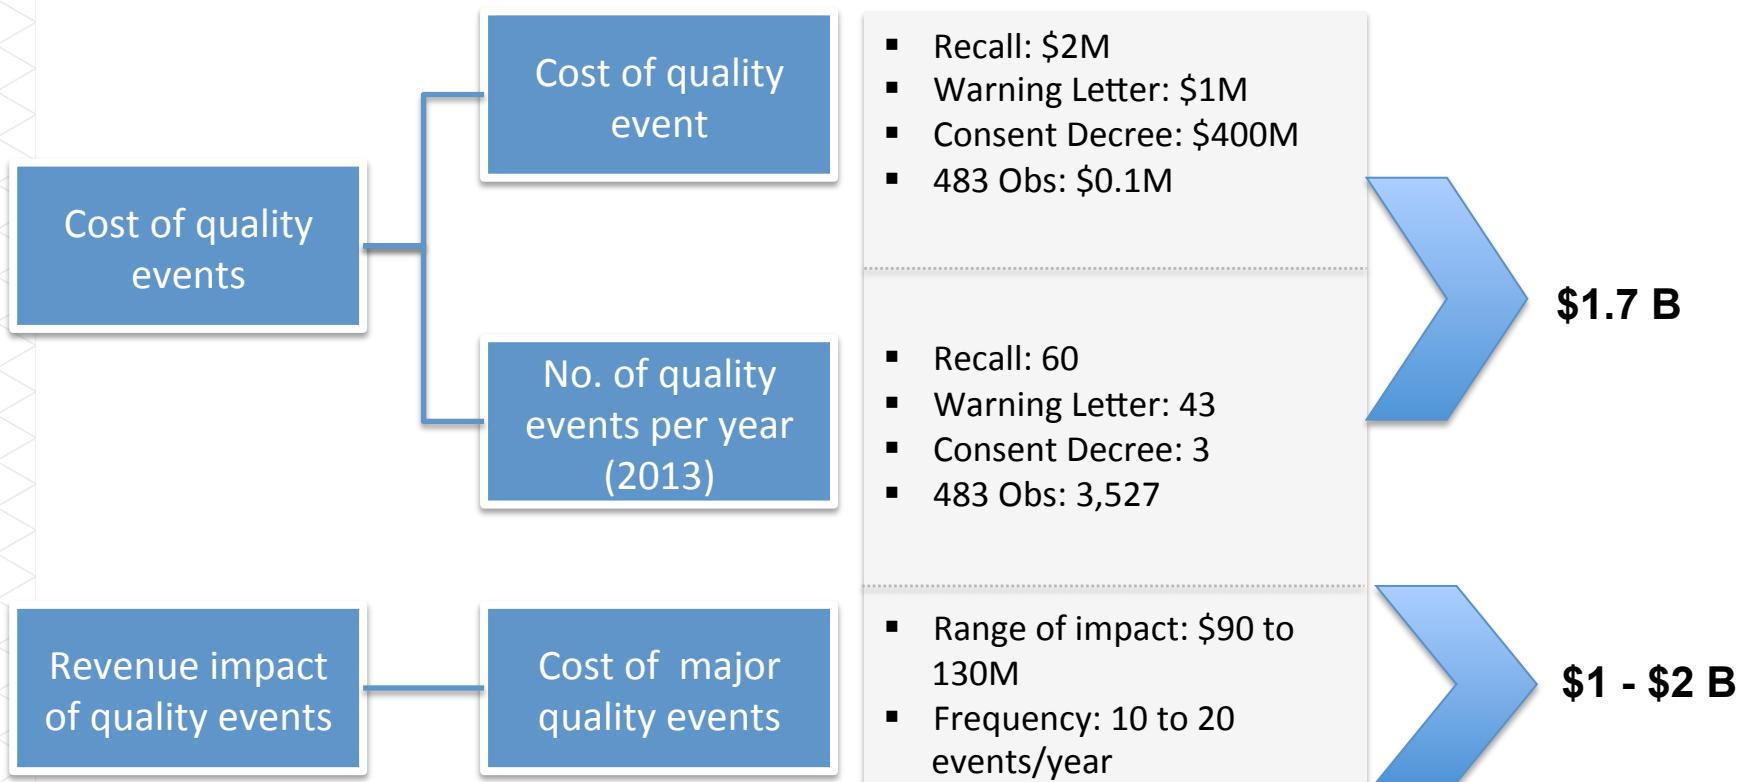 Cost of quality
events
Cost of quality
event
▪ Recall: $2M
▪ Warning Letter: $1M
▪ Consent Decree: $400M
▪ 483 Obs: $0.1M
No. of quality
events per year
(2013)
▪ Recall: 60
▪ Warning Letter: 43
▪ Consent Decree: 3
▪ 483 Obs: 3,527
$1.7 B
Revenue impact
of quality events
Cost of major
quality events
▪ Range of impact: $90 to
130M
▪ Frequency: 10 to 20
events/year
$1 - $2 B